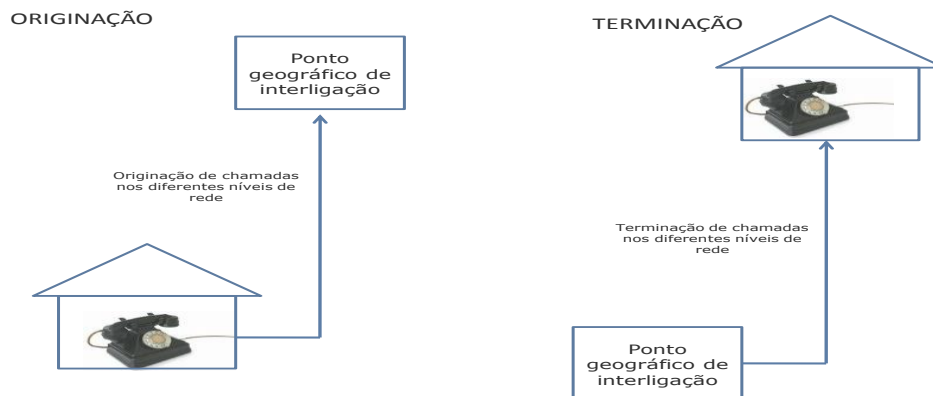 ORIGINAÇÃO
Ponto
geográfico de
interligação
Originação de chamadas
nos diferentes níveis de
rede
TERMINAÇÃO
Terminação de chamadas
nos diferentes níveis de
rede
Ponto
geográfico de
interligação